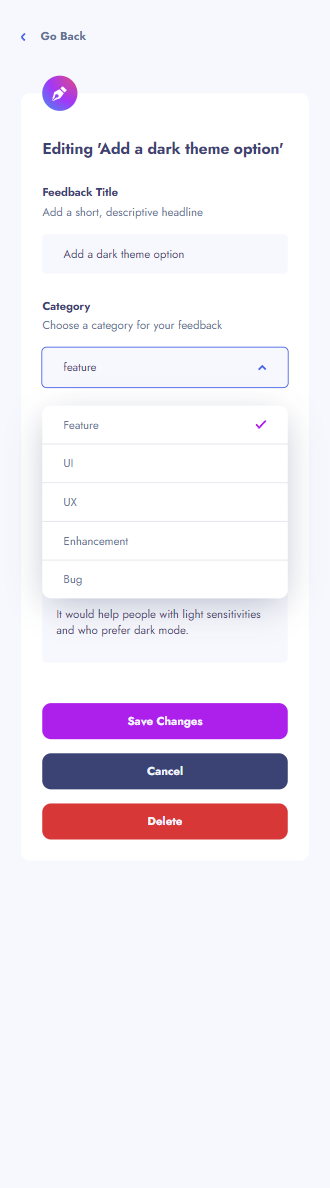 Go Back
Editing 'Add a dark theme option'
Feedback Title
Add a short, descriptive headline
Add a dark theme option
Category
Choose a category for your feedback
feature
Feature
UI
UX
Enhancement
Bug
It would help people with light sensitivities
and who prefer dark mode.
Save Changes
Cancel
Delete